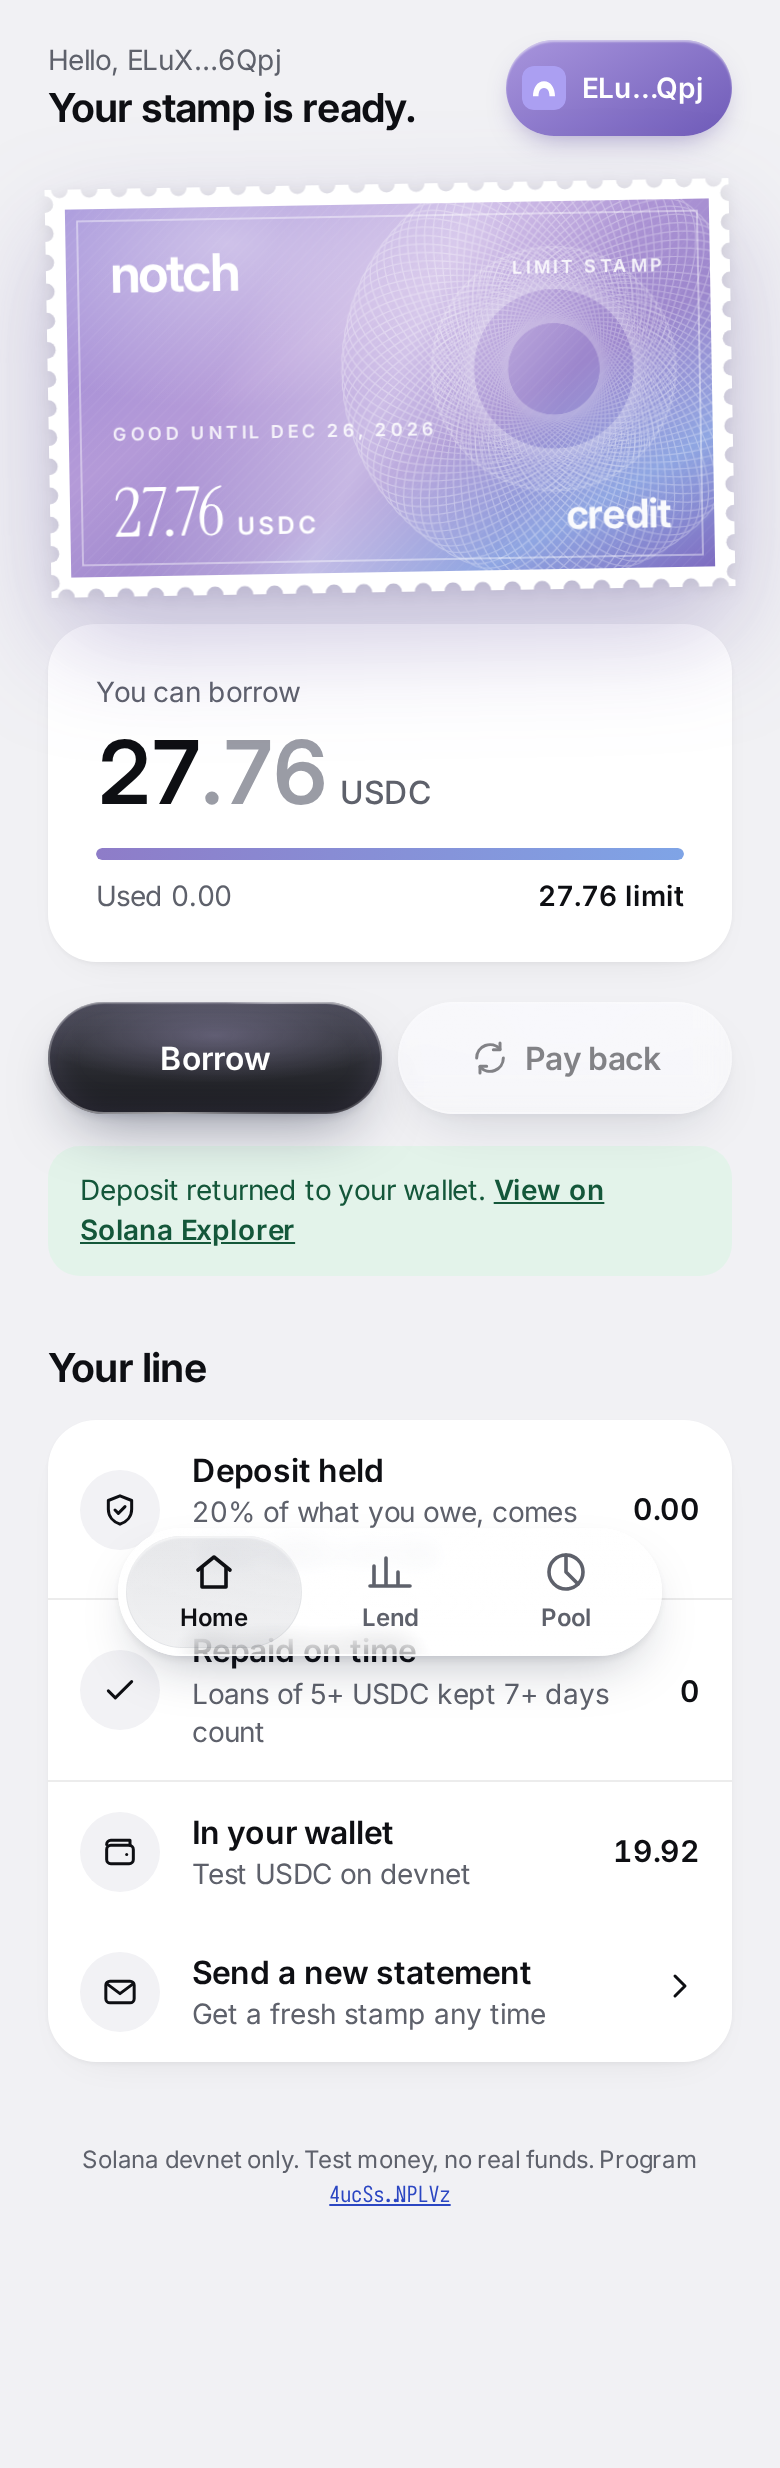 Hello, ELuX...6Qpj
Your stamp is ready.
ELu...Qpj
notch
LIMIT STAMP
GOOD UNTIL DEC 26, 2026
27.76 USDC
credit
You can borrow
27.76 USDC
Used 0.00
27.76 limit
Borrow
Pay back
Deposit returned to your wallet. View on
Solana Explorer
Your line
Deposit held
20% of what you owe, comes
0.00
Home
Lend
Pool
Repaid on time
Loans of 5+ USDC kept 7+ days
count
0
In your wallet
Test USDC on devnet
19.92
Send a new statement
Get a fresh stamp any time
Solana devnet only. Test money, no real funds. Program
4ucSs…NPLVz